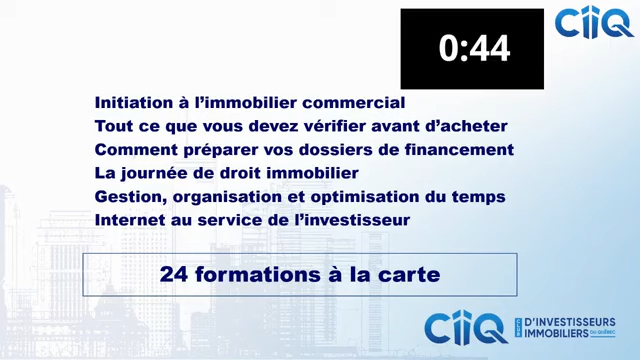 CiiQ
0:44
Initiation à l'immobilier commercial
Tout ce que vous devez vérifier avant d'acheter
Comment préparer vos dossiers de financement
La journée de droit immobilier
Gestion, organisation et optimisation du temps
Internet au service de l'investisseur
24 formations à la carte
CiiQ
D'INVESTISSEURS
IMMOBILIERS DU QUÉBEC